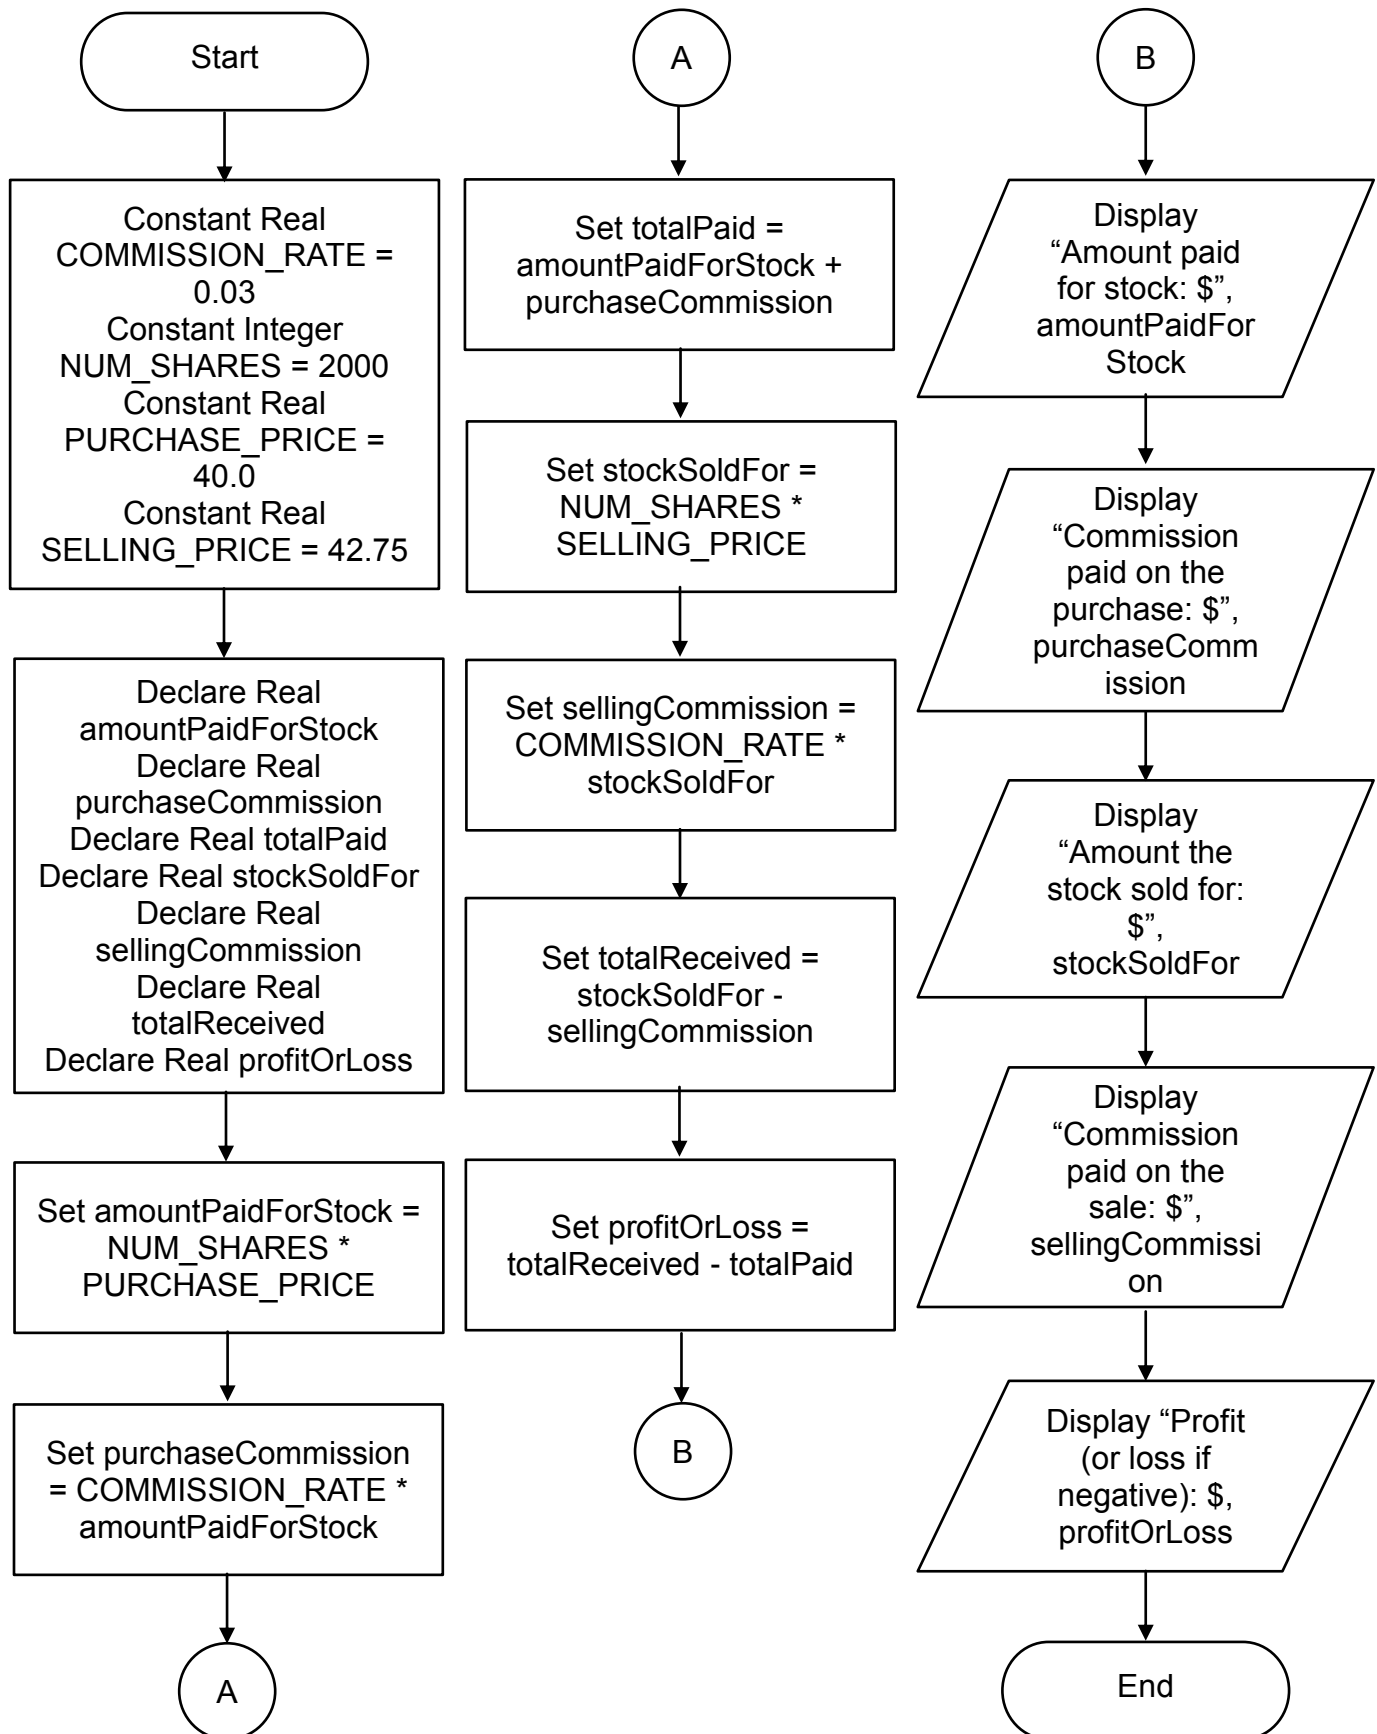 Start
Constant Real
COMMISSION_RATE =
0.03
Constant Integer
NUM_SHARES = 2000
Constant Real
PURCHASE_PRICE =
40.0
Constant Real
SELLING_PRICE = 42.75
Declare Real
amountPaidForStock
Declare Real
purchaseCommission
Declare Real totalPaid
Declare Real stockSoldFor
Declare Real
sellingCommission
Declare Real
totalReceived
Declare Real profitOrLoss
Set amountPaidForStock =
NUM_SHARES *
PURCHASE_PRICE
Set purchaseCommission
= COMMISSION_RATE *
amountPaidForStock
A
A
Set totalPaid =
amountPaidForStock +
purchaseCommission
Set stockSoldFor =
NUM_SHARES *
SELLING_PRICE
Set sellingCommission =
COMMISSION_RATE *
stockSoldFor
Set totalReceived =
stockSoldFor -
sellingCommission
Set profitOrLoss =
totalReceived - totalPaid
B
B
Display
“Amount paid
for stock: $”,
amountPaidFor
Stock
Display
“Commission
paid on the
purchase: $”,
purchaseComm
ission
Display
“Amount the
stock sold for:
$”,
stockSoldFor
Display
“Commission
paid on the
sale: $”,
sellingCommissi
on
Display “Profit
(or loss if
negative): $,
profitOrLoss
End